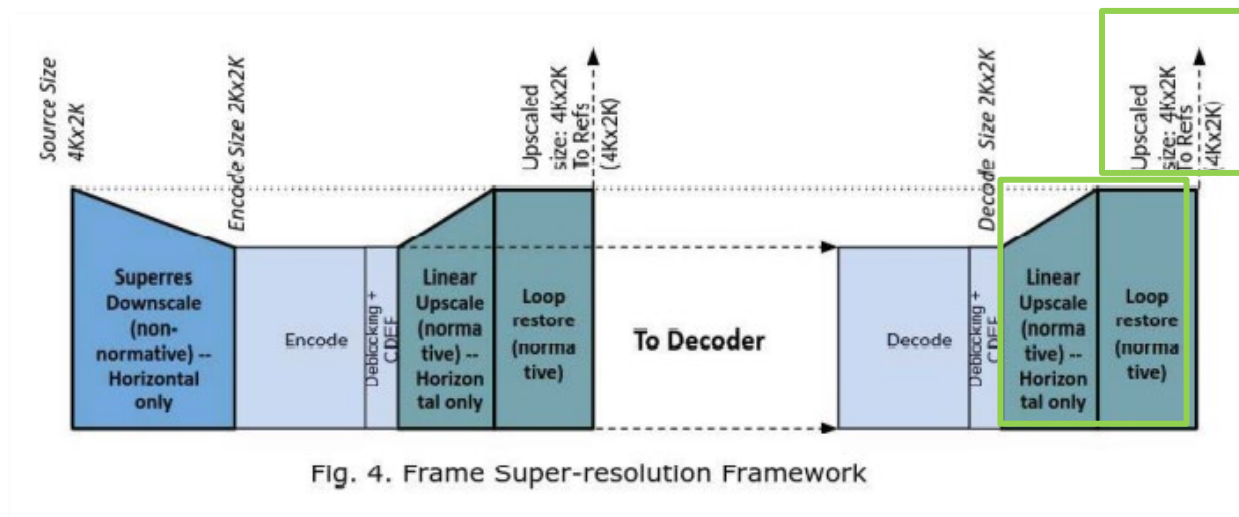 Source Size
4Kx2K
Encode Size 2Kx2K
Upscaled
size: 4Kx2K
To Refs
(4Kx2K)
Decode Size 2Kx2K
Upscaled
size: 4Kx2K
To Refs
(4Kx2K)
Superres
Downscale
(non-
normative) --
Horizontal
only
Encode
Deblocking +
CDEF
Linear
Upscale
(norma
tive) --
Horizon
tal only
Loop
restore
(norma
tive)
To Decoder
Decode
Deblocking +
CDEF
Linear
Upscale
(norma
tive) --
Horizon
tal only
Loop
restore
(norma
tive)
Fig. 4. Frame Super-resolution Framework